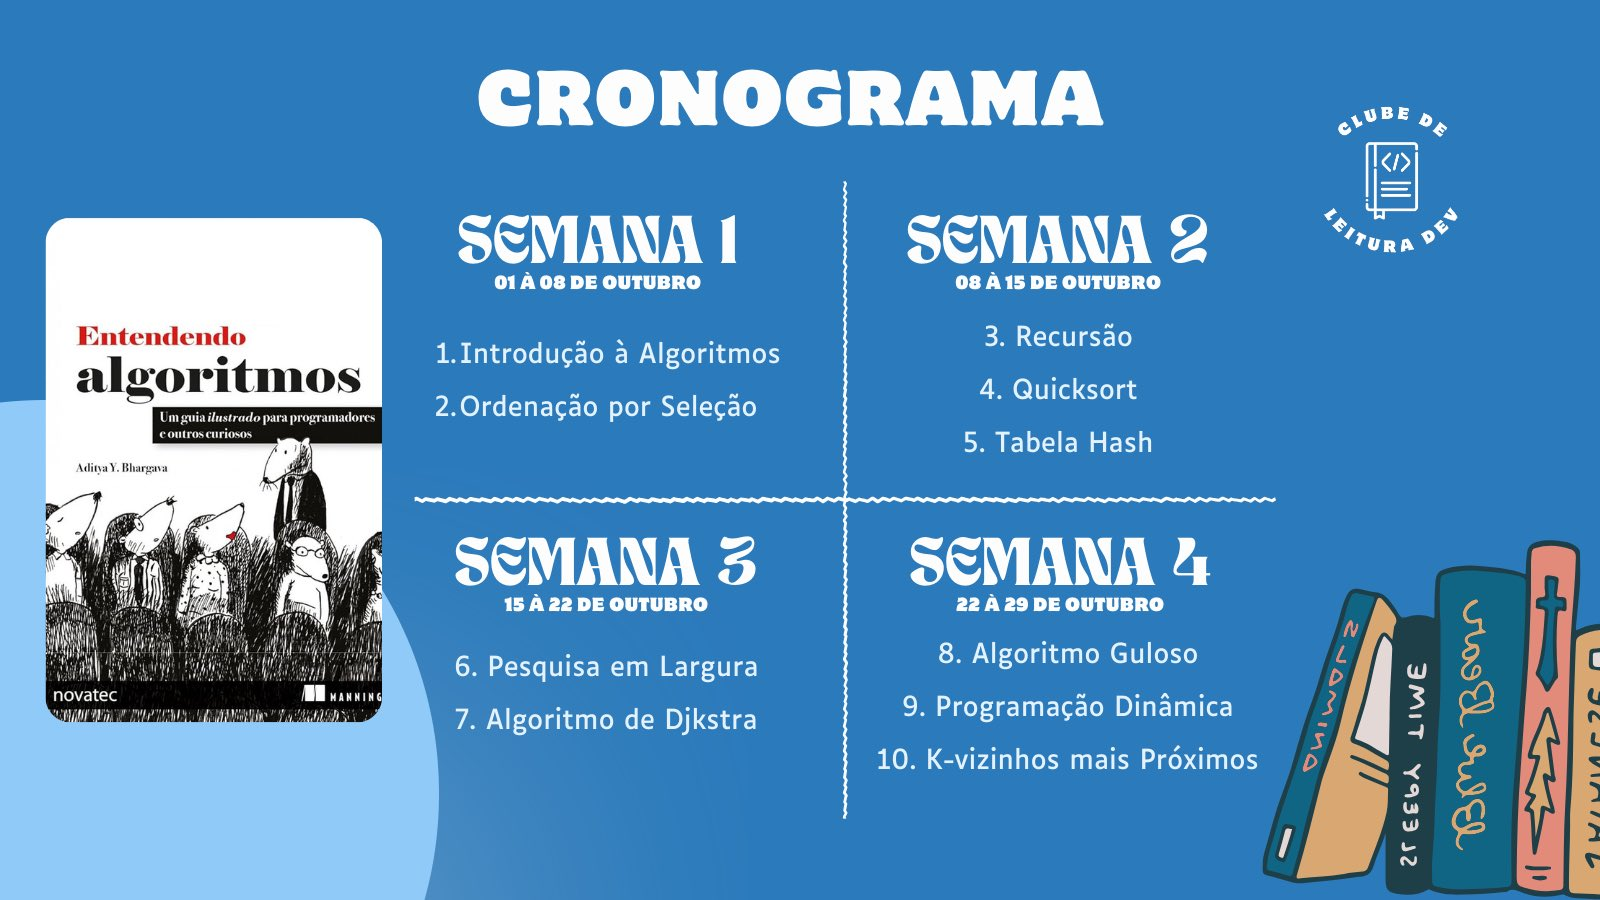 CRONOGRAMA
CLUBE DE
LEITURA DEV
Entendendo
algoritmos
Um guia ilustrado para programadores
e outros curiosos
Aditya Y. Bhargava
novatec
MANNING
SEMANA 1
01 À 08 DE OUTUBRO
1.Introdução à Algoritmos
2.Ordenação por Seleção
SEMANA 2
08 À 15 DE OUTUBRO
3. Recursão
4. Quicksort
5. Tabela Hash
SEMANA 3
15 À 22 DE OUTUBRO
6. Pesquisa em Largura
7. Algoritmo de Djkstra
SEMANA 4
22 À 29 DE OUTUBRO
8. Algoritmo Guloso
9. Programação Dinâmica
10. K-vizinhos mais Próximos
SLEEPY TIME